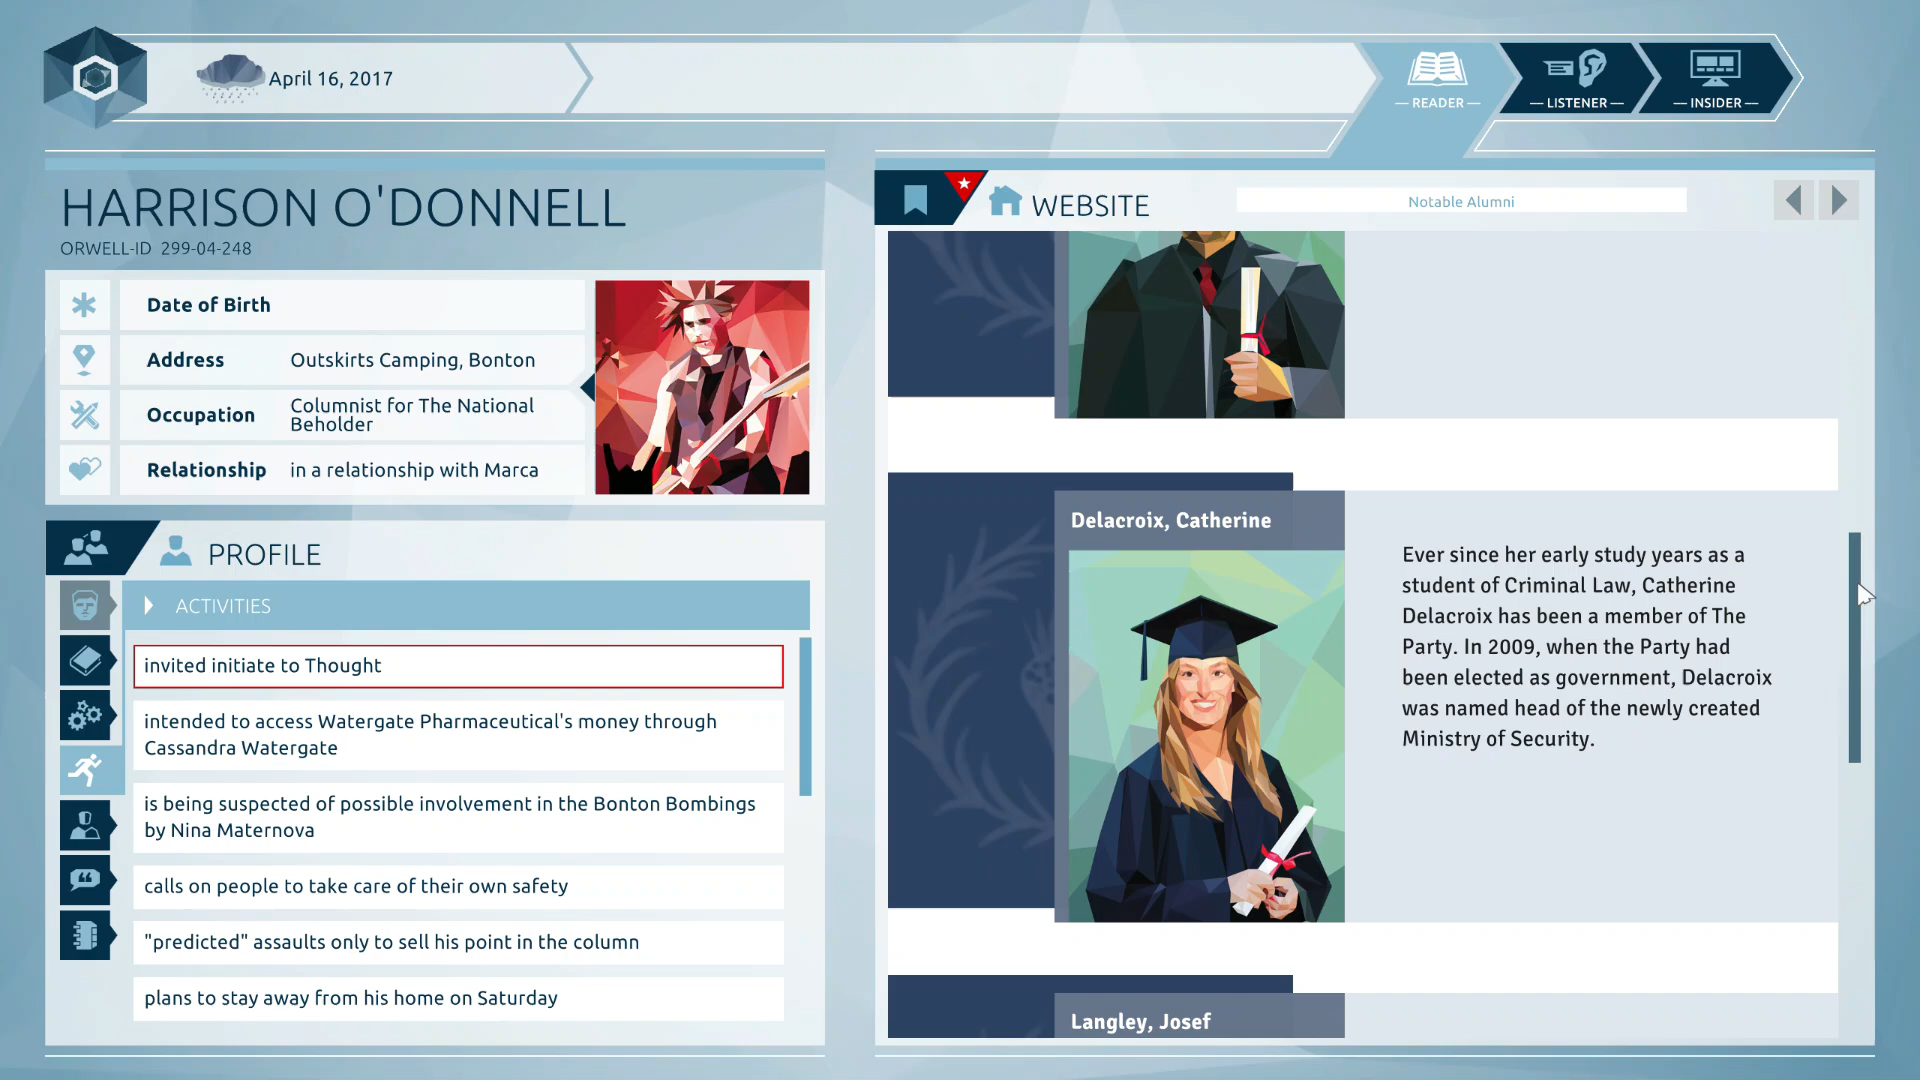 April 16, 2017
— READER —
— LISTENER —
— INSIDER —
HARRISON O'DONNELL
ORWELL-ID 299-04-248
Date of Birth
Address Outskirts Camping, Bonton
Occupation Columnist for The National
Beholder
Relationship in a relationship with Marca
PROFILE
ACTIVITIES
invited initiate to Thought
intended to access Watergate Pharmaceutical's money through
Cassandra Watergate
is being suspected of possible involvement in the Bonton Bombings
by Nina Maternova
calls on people to take care of their own safety
"predicted" assaults only to sell his point in the column
plans to stay away from his home on Saturday
WEBSITE
Notable Alumni
Delacroix, Catherine
Ever since her early study years as a
student of Criminal Law, Catherine
Delacroix has been a member of The
Party. In 2009, when the Party had
been elected as government, Delacroix
was named head of the newly created
Ministry of Security.
Langley, Josef